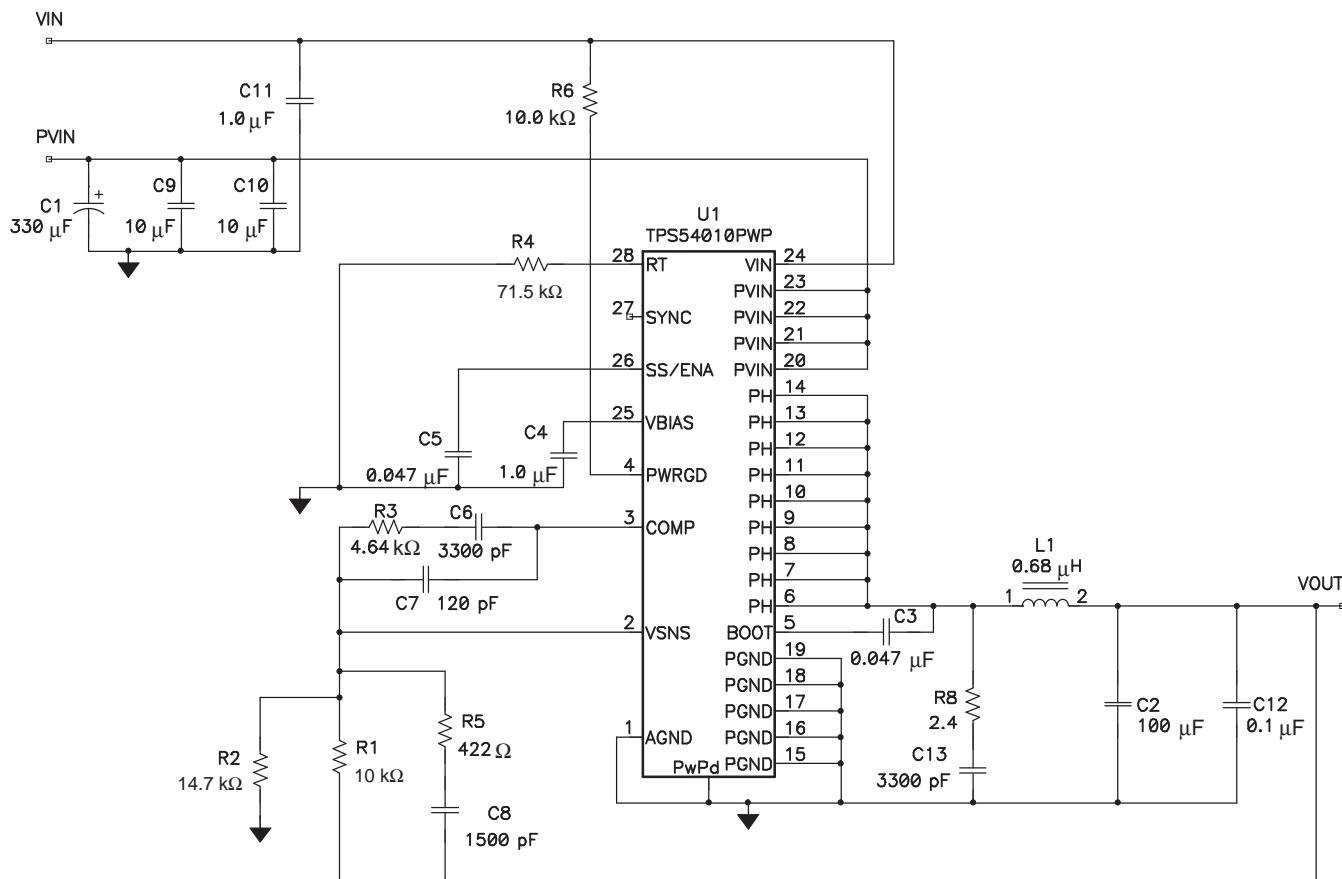 VIN
C11
1.0 μF
R6
10.0 kΩ
PVIN
C1
330 μF
+
C9
10 μF
C10
10 μF
U1
TPS54010PWP
R4
71.5 kΩ
28 RT VIN 24
PVIN 23
27 SYNC PVIN 22
PVIN 21
26 SS/ENA PVIN 20
PH 14
25 VBIAS PH 13
PH 12
4 PWRGD PH 11
PH 10
3 COMP PH 9
PH 8
PH 7
PH 6
2 VSNS BOOT 5
PGND 19
PGND 18
PGND 17
1 AGND PGND 16
PwPd PGND 15
C5
0.047 μF
C4
1.0 μF
R3
4.64 kΩ
C6
3300 pF
C7
120 pF
L1
0.68 μH
1
2
VOUT
C3
0.047 μF
R8
2.4
C13
3300 pF
C2
100 μF
C12
0.1 μF
R2
14.7 kΩ
R1
10 kΩ
R5
422 Ω
C8
1500 pF